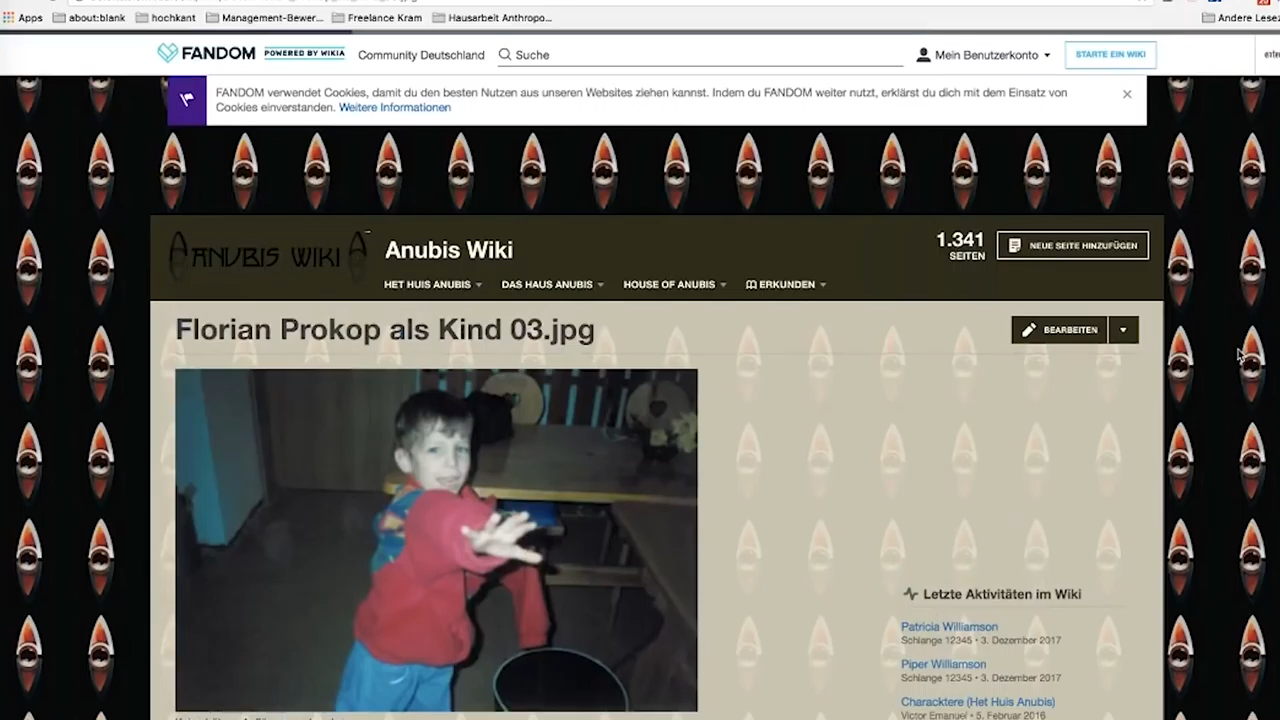 Apps
about:blank
hochkant
Management-Bewer...
Freelance Kram
Hausarbeit Anthropo...
FANDOM
POWERED BY WIKIA
Community Deutschland
Suche
Mein Benutzerkonto
STARTE EIN WIKI
FANDOM verwendet Cookies, damit du den besten Nutzen aus unseren Websites ziehen kannst. Indem du FANDOM weiter nutzt, erklärst du dich mit dem Einsatz von
Cookies einverstanden. Weitere Informationen
ANUBIS WIKI
Anubis Wiki
1.341
SEITEN
NEUE SEITE HINZUFÜGEN
HET HUIS ANUBIS
DAS HAUS ANUBIS
HOUSE OF ANUBIS
ERKUNDEN
Florian Prokop als Kind 03.jpg
BEARBEITEN
Letzte Aktivitäten im Wiki
Patricia Williamson
Schlange 12345 • 3. Dezember 2017
Piper Williamson
Schlange 12345 • 3. Dezember 2017
Characktere (Het Huis Anubis)
Victor Emanuel • 5. Februar 2016